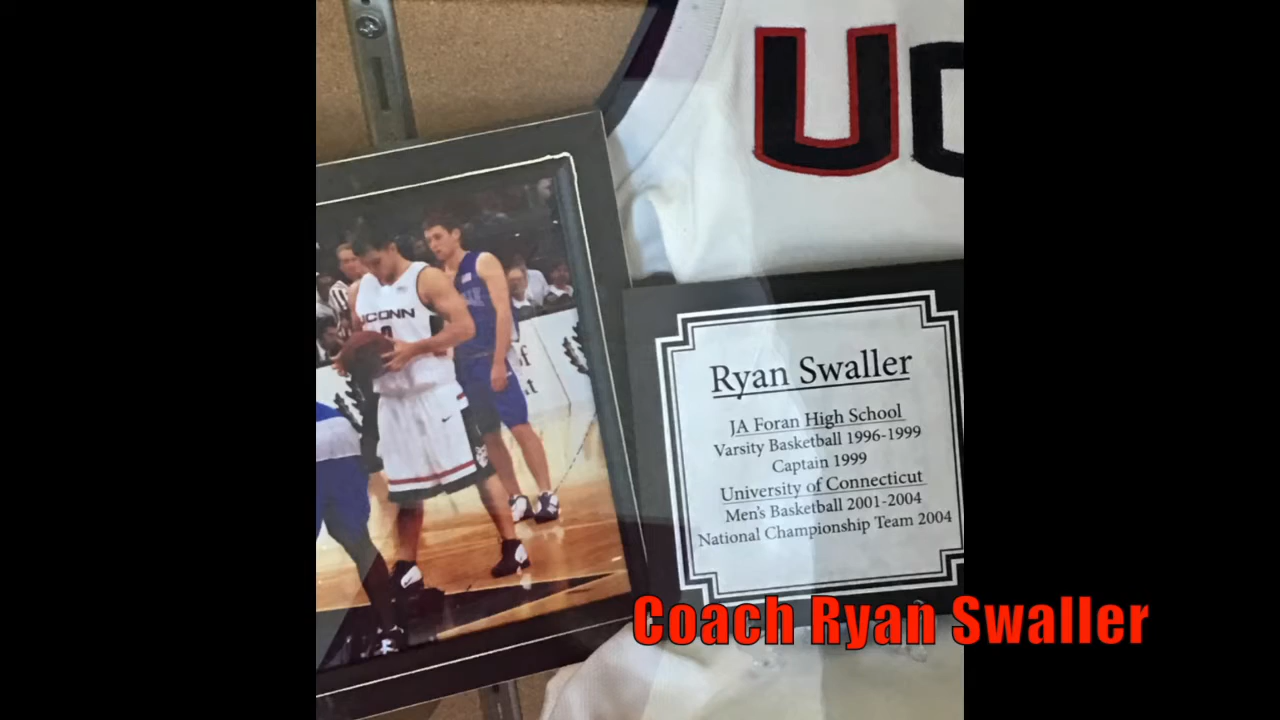 UC
UCONN
Ryan Swaller
JA Foran High School
Varsity Basketball 1996-1999
Captain 1999
University of Connecticut
Men's Basketball 2001-2004
National Championship Team 2004
Coach Ryan Swaller